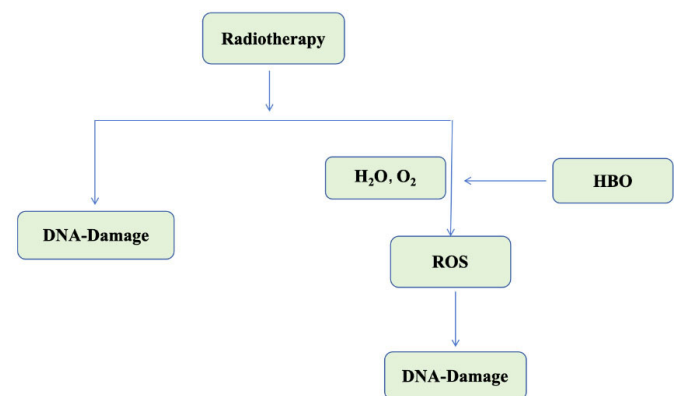 Radiotherapy
H₂O, O₂
HBO
DNA-Damage
ROS
DNA-Damage